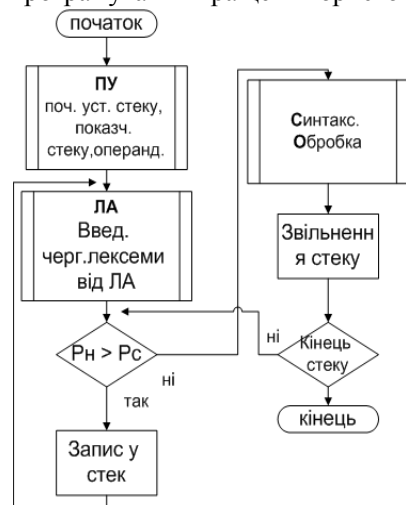 початок
ПУ
поч. уст. стеку,
показч.
стеку,операнд.
ЛА
Введ.
черг.лексеми
від ЛА
Рн > Рс
ні
так
Запис у
стек
Синтакс.
Обробка
Звільненн
я стеку
ні
Кінець
стеку
кінець